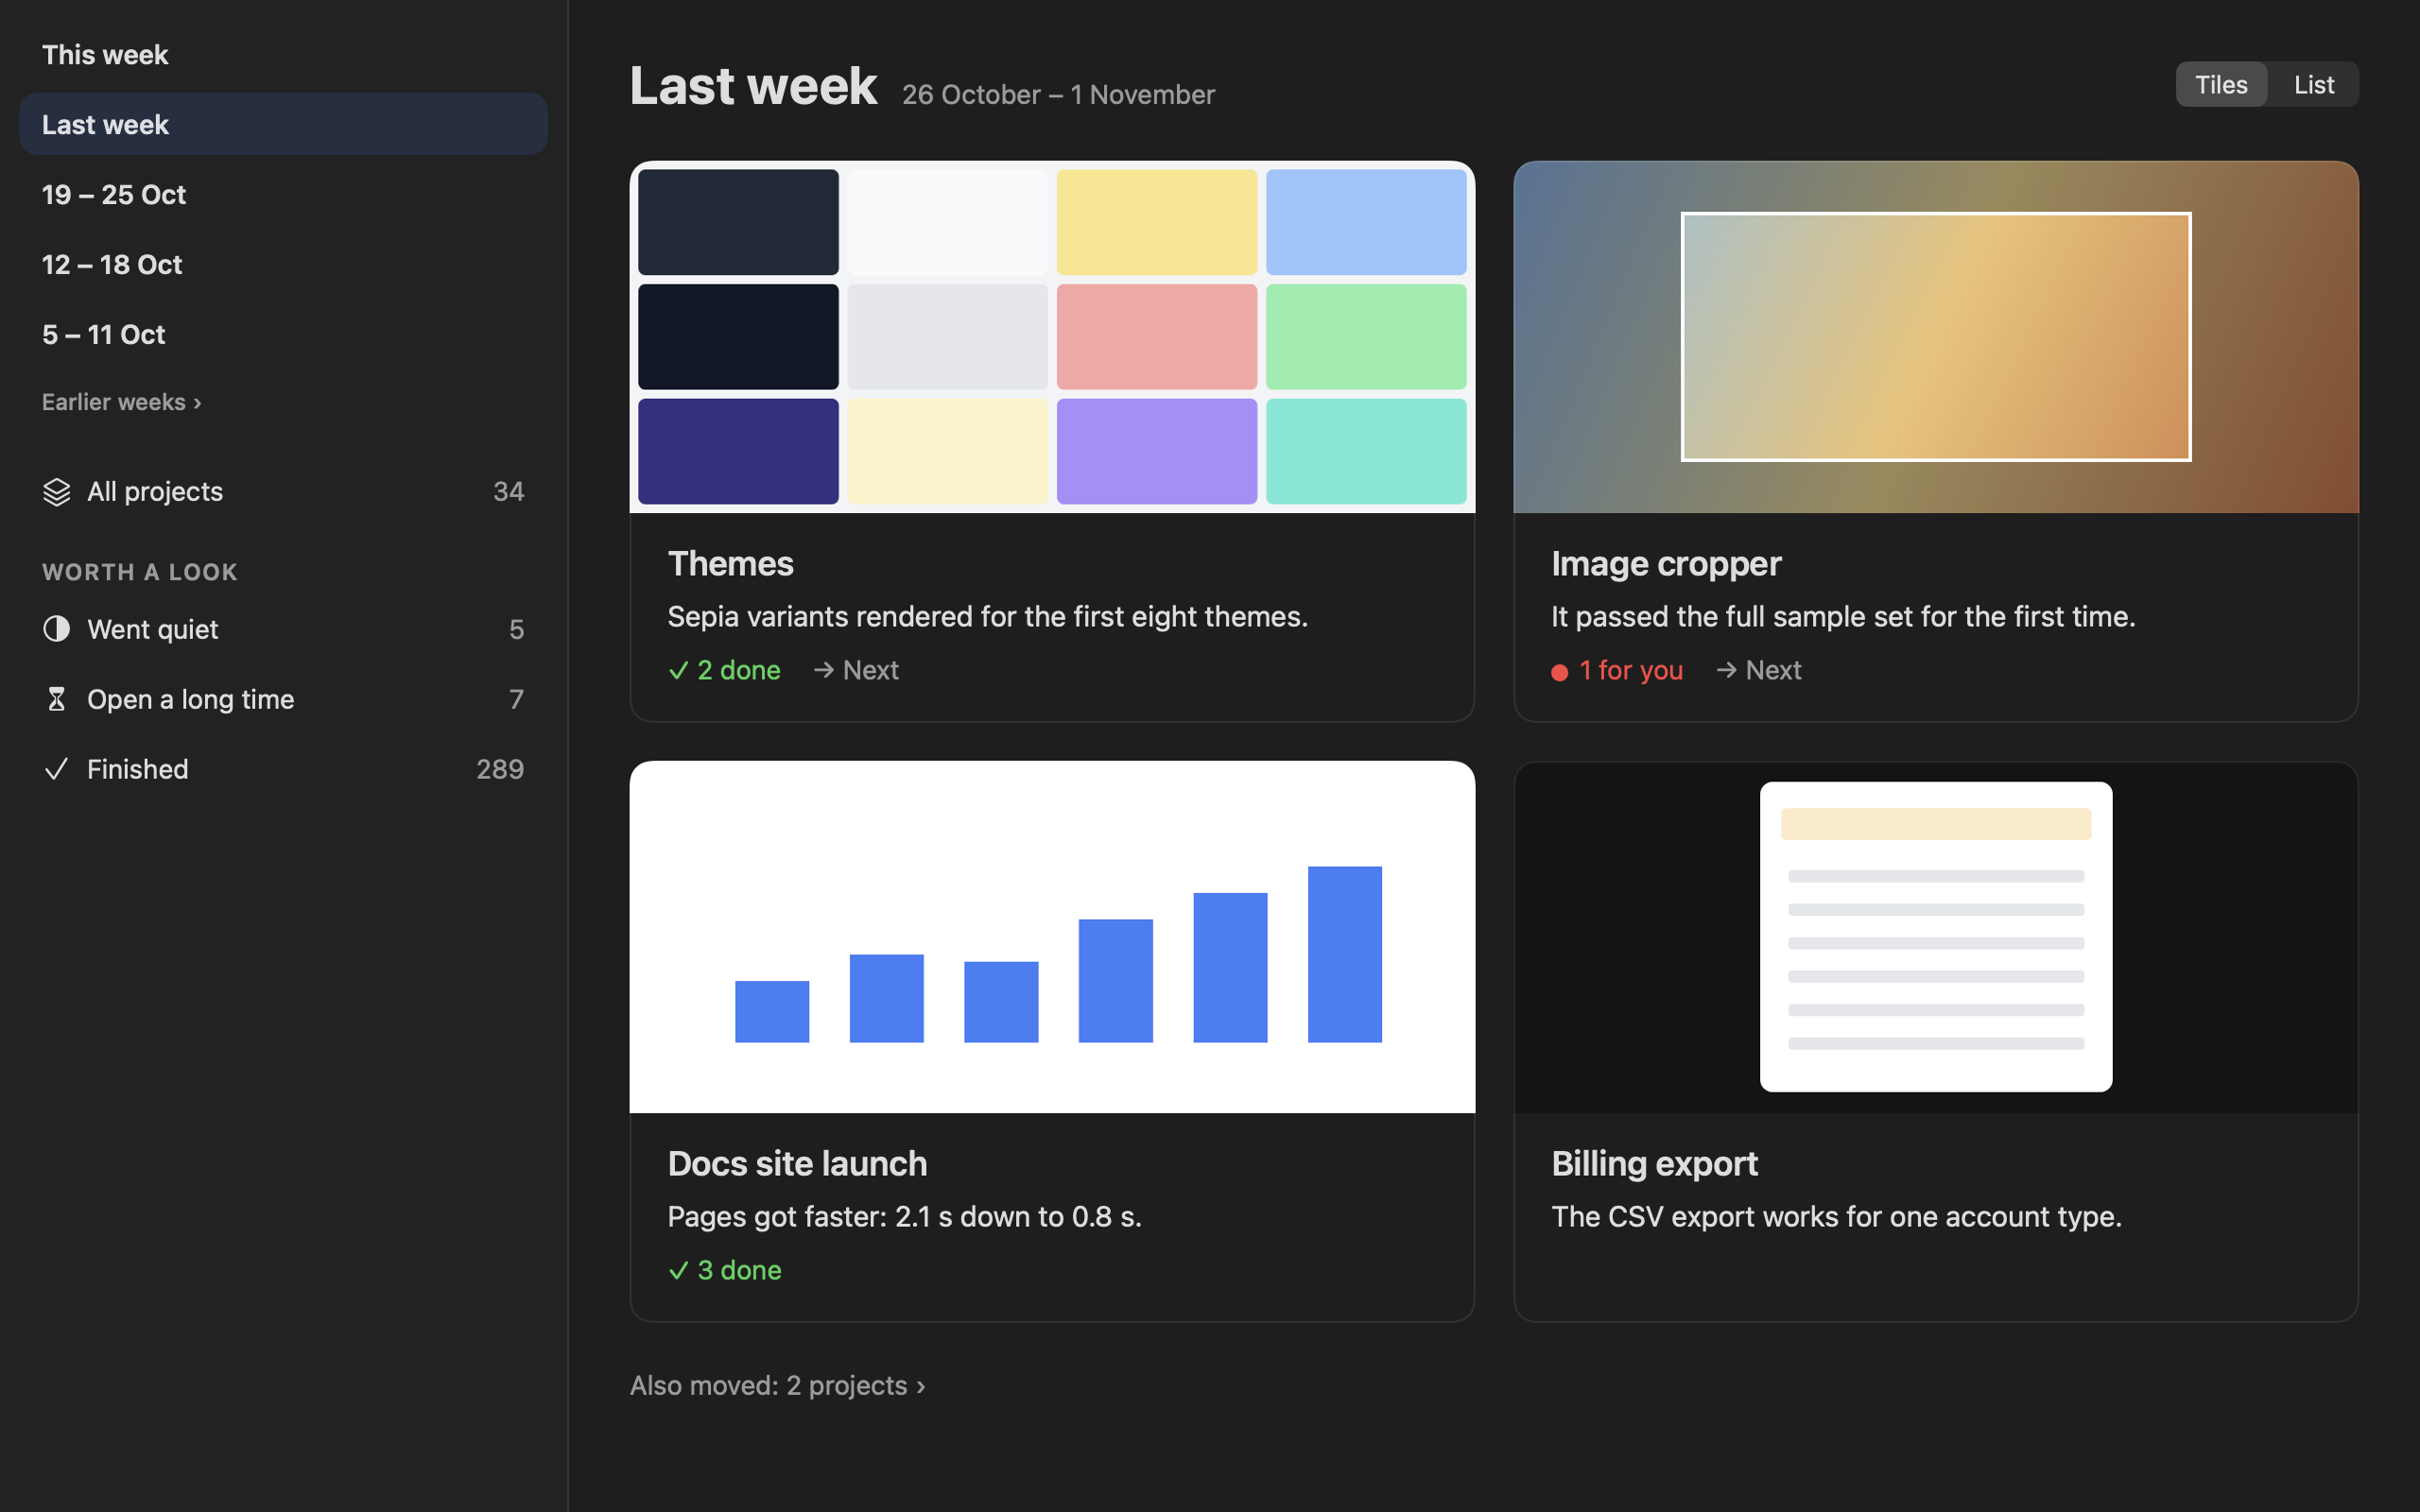 This week
Last week
19 – 25 Oct
12 – 18 Oct
5 – 11 Oct
Earlier weeks ›
All projects 34
WORTH A LOOK
Went quiet 5
Open a long time 7
Finished 289
Last week 26 October – 1 November
Tiles List
Themes
Sepia variants rendered for the first eight themes.
✓ 2 done → Next
Image cropper
It passed the full sample set for the first time.
● 1 for you → Next
Docs site launch
Pages got faster: 2.1 s down to 0.8 s.
✓ 3 done
Billing export
The CSV export works for one account type.
Also moved: 2 projects ›